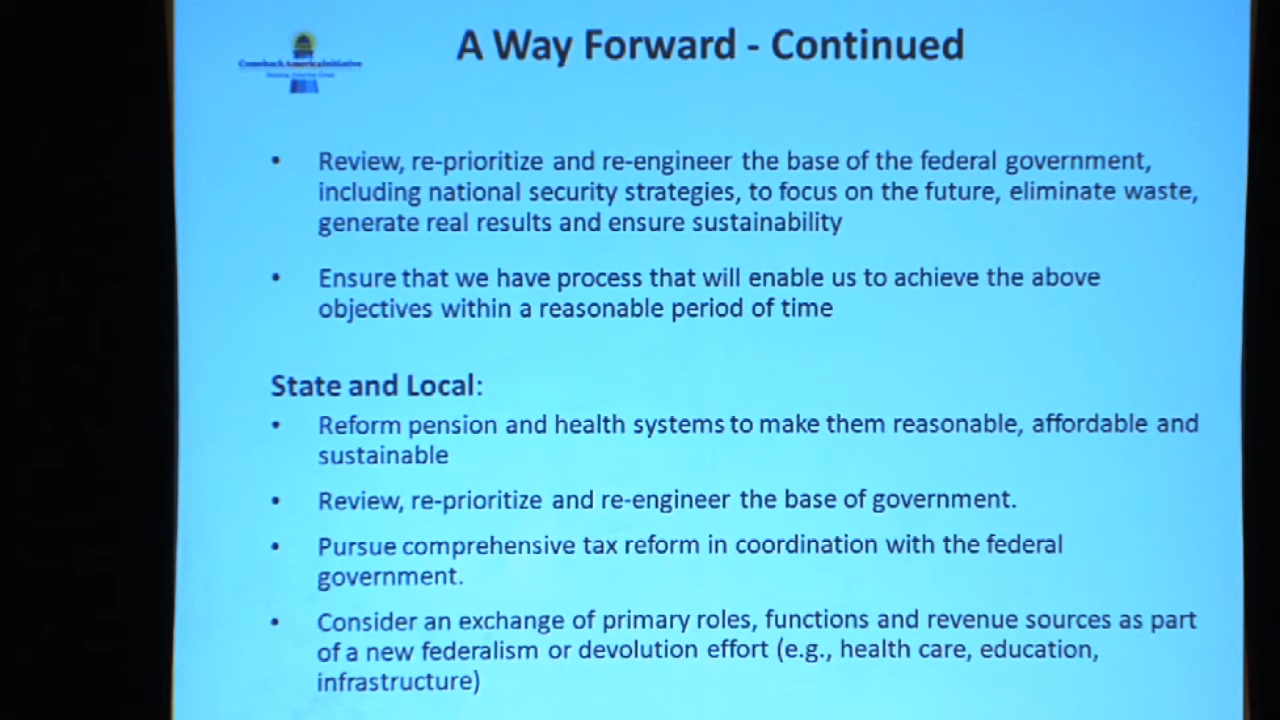 A Way Forward - Continued
Comeback America Initiative
• Review, re-prioritize and re-engineer the base of the federal government,
including national security strategies, to focus on the future, eliminate waste,
generate real results and ensure sustainability
• Ensure that we have process that will enable us to achieve the above
objectives within a reasonable period of time
State and Local:
• Reform pension and health systems to make them reasonable, affordable and
sustainable
• Review, re-prioritize and re-engineer the base of government.
• Pursue comprehensive tax reform in coordination with the federal
government.
• Consider an exchange of primary roles, functions and revenue sources as part
of a new federalism or devolution effort (e.g., health care, education,
infrastructure)